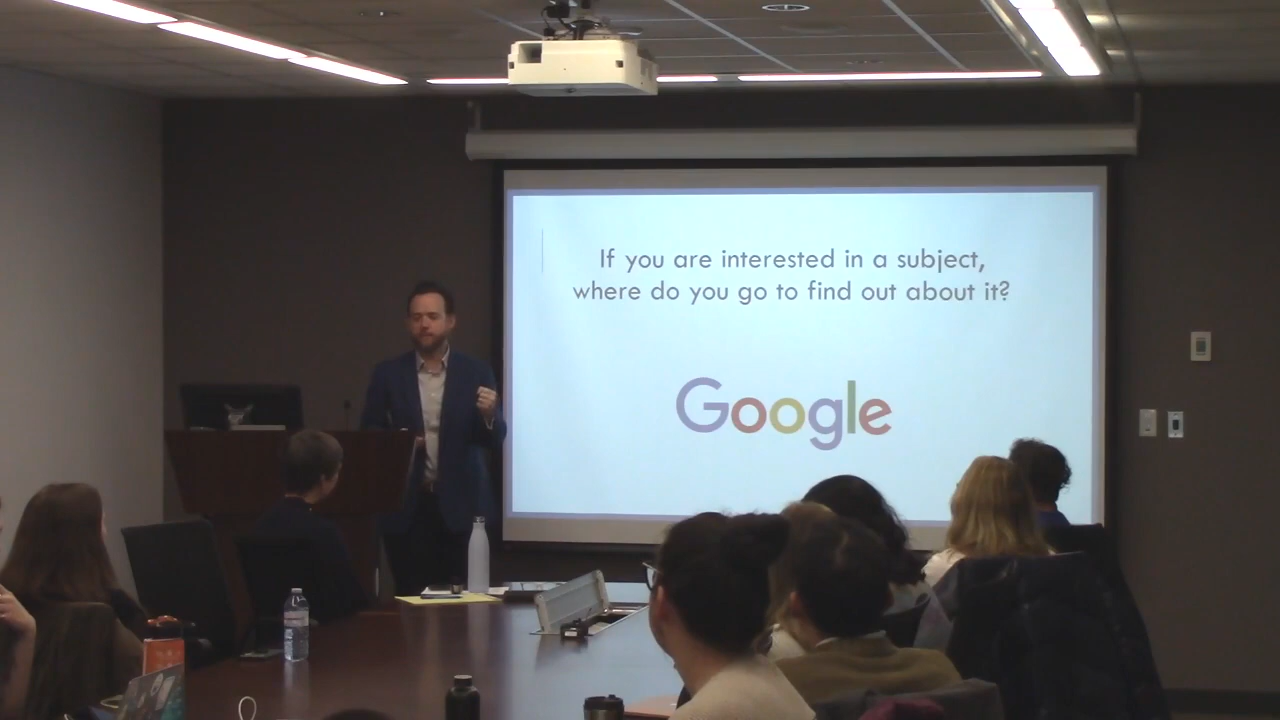 If you are interested in a subject,
where do you go to find out about it?
Google